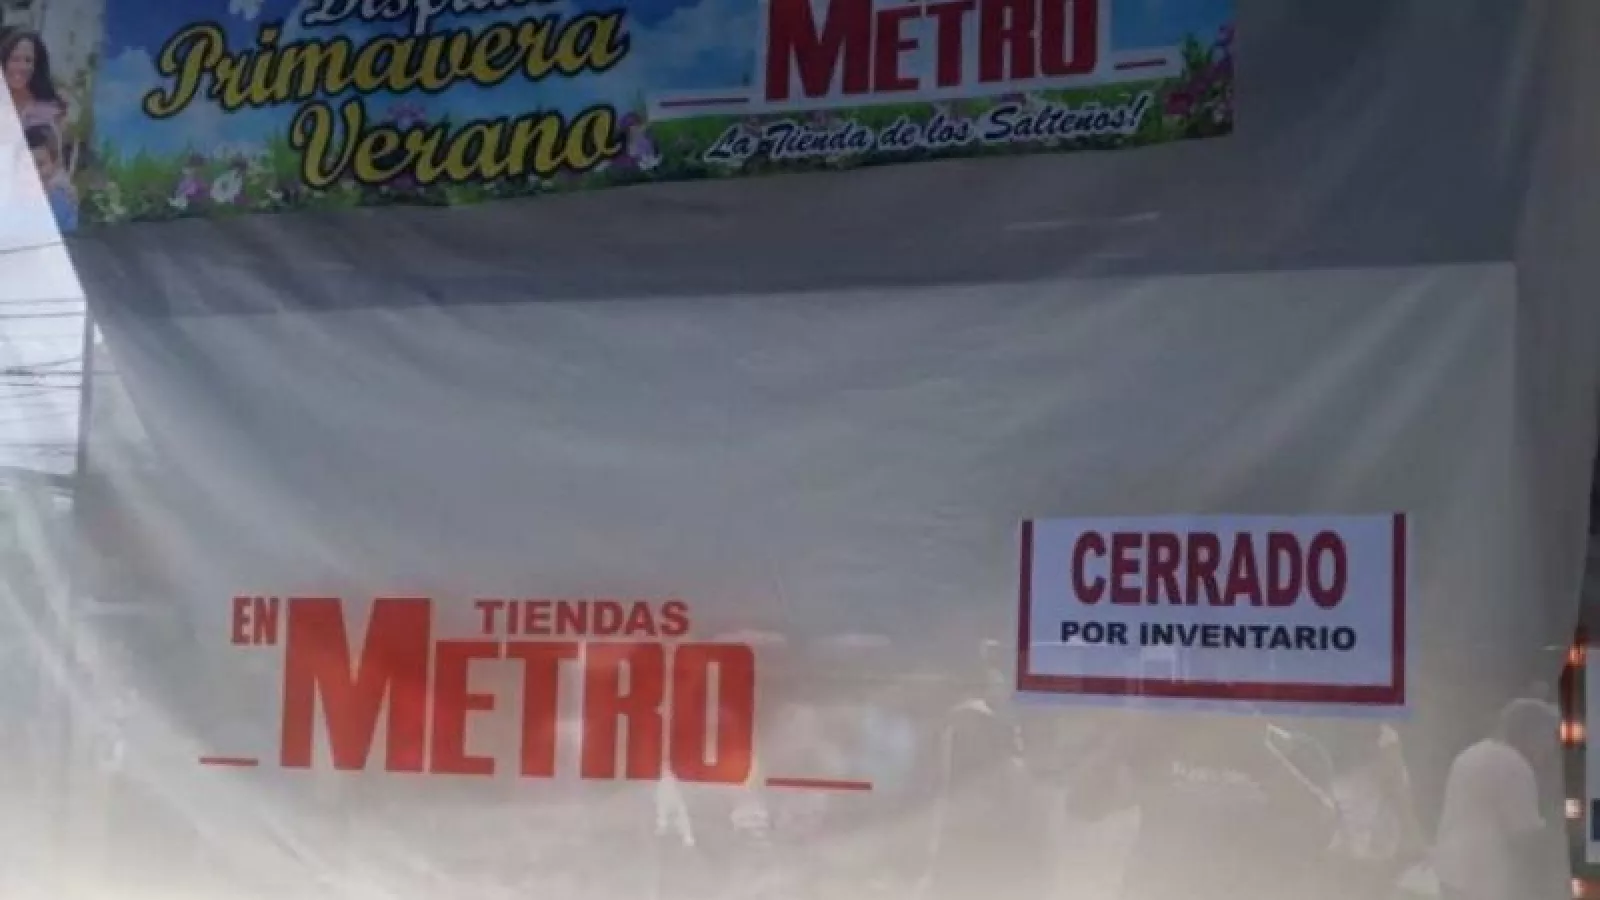 Primavera
Verano
METRO
La Tienda de los Salteños!
EN TIENDAS
METRO
CERRADO
POR INVENTARIO